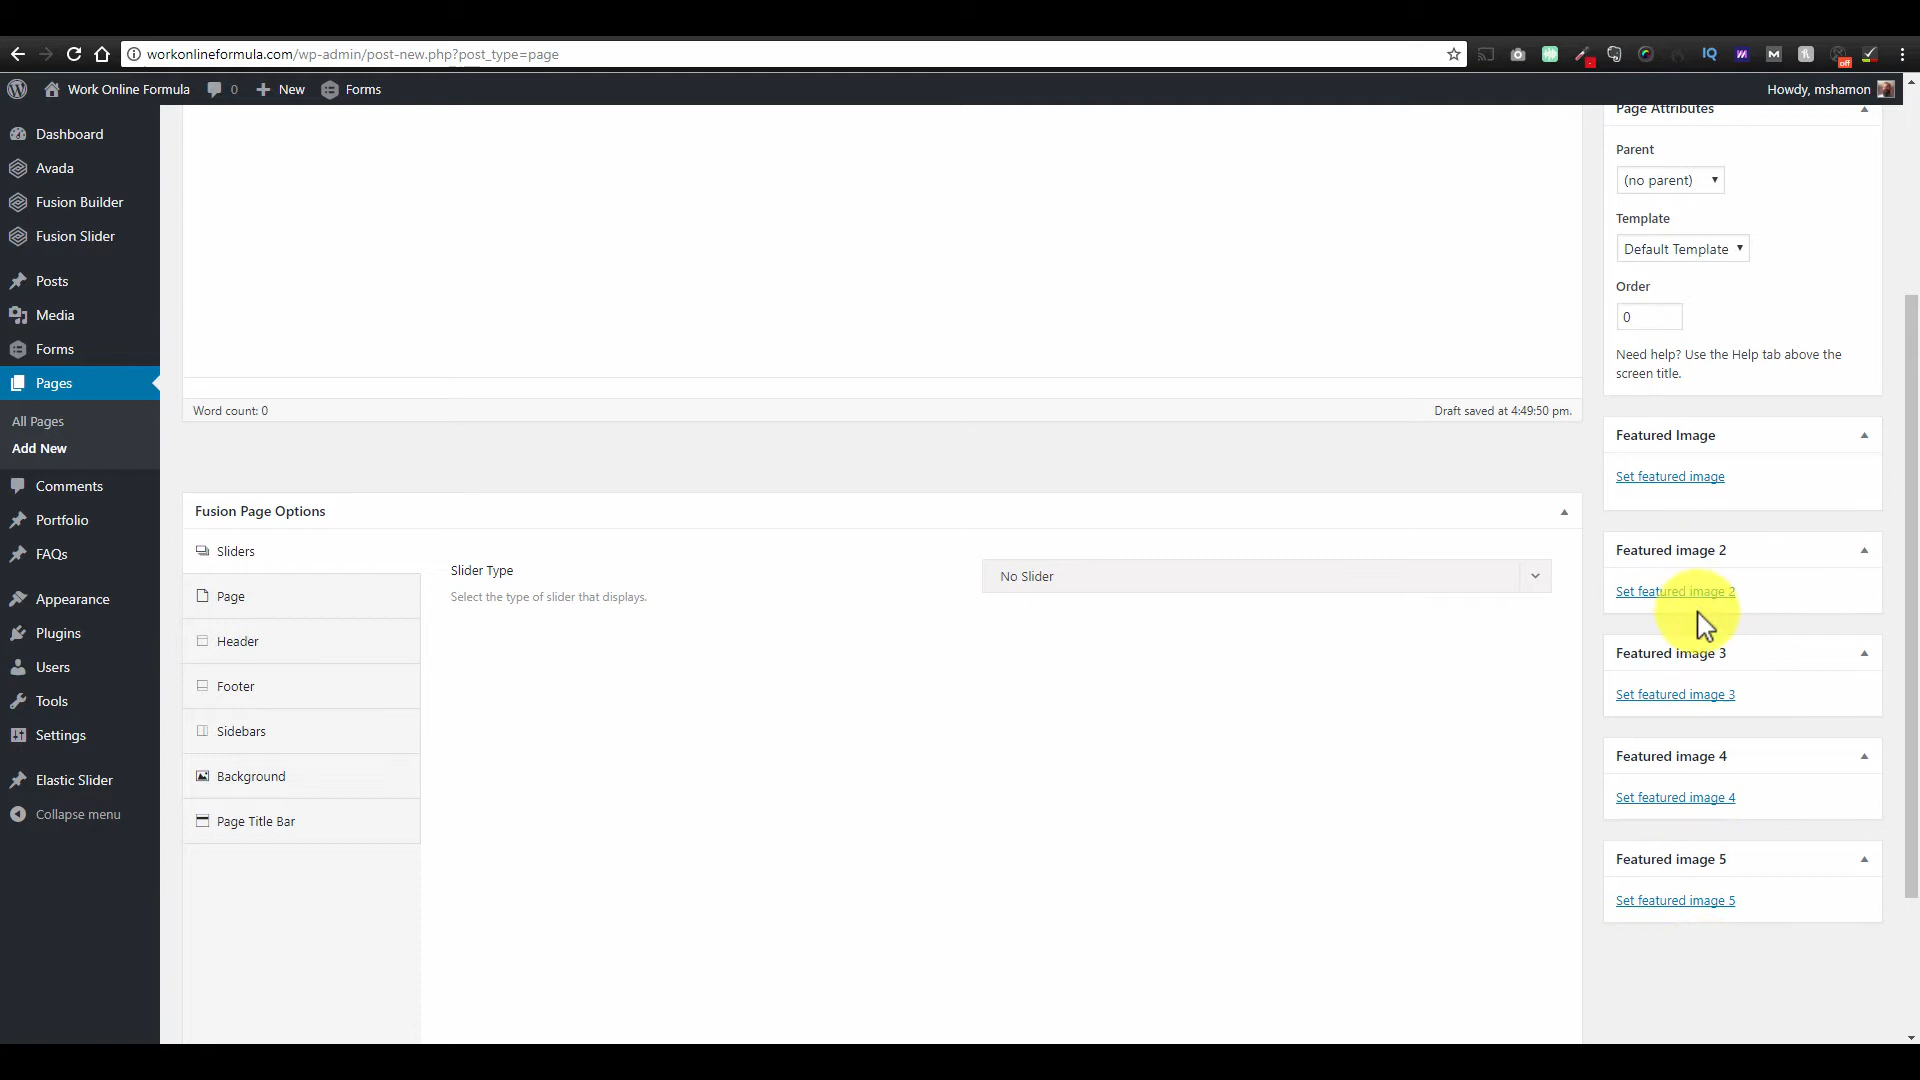 workonlineformula.com/wp-admin/post-new.php?post_type=page
off
Work Online Formula
0
New
Forms
Howdy, mshamon
Dashboard
Avada
Fusion Builder
Fusion Slider
Posts
Media
Forms
Pages
All Pages
Add New
Comments
Portfolio
FAQs
Appearance
Plugins
Users
Tools
Settings
Elastic Slider
Collapse menu
Word count: 0
Draft saved at 4:49:50 pm.
Fusion Page Options
Sliders
Page
Header
Footer
Sidebars
Background
Page Title Bar
Slider Type
Select the type of slider that displays.
No Slider
Page Attributes
Parent
(no parent)
Template
Default Template
Order
0
Need help? Use the Help tab above the
screen title.
Featured Image
Set featured image
Featured image 2
Set featured image 2
Featured image 3
Set featured image 3
Featured image 4
Set featured image 4
Featured image 5
Set featured image 5